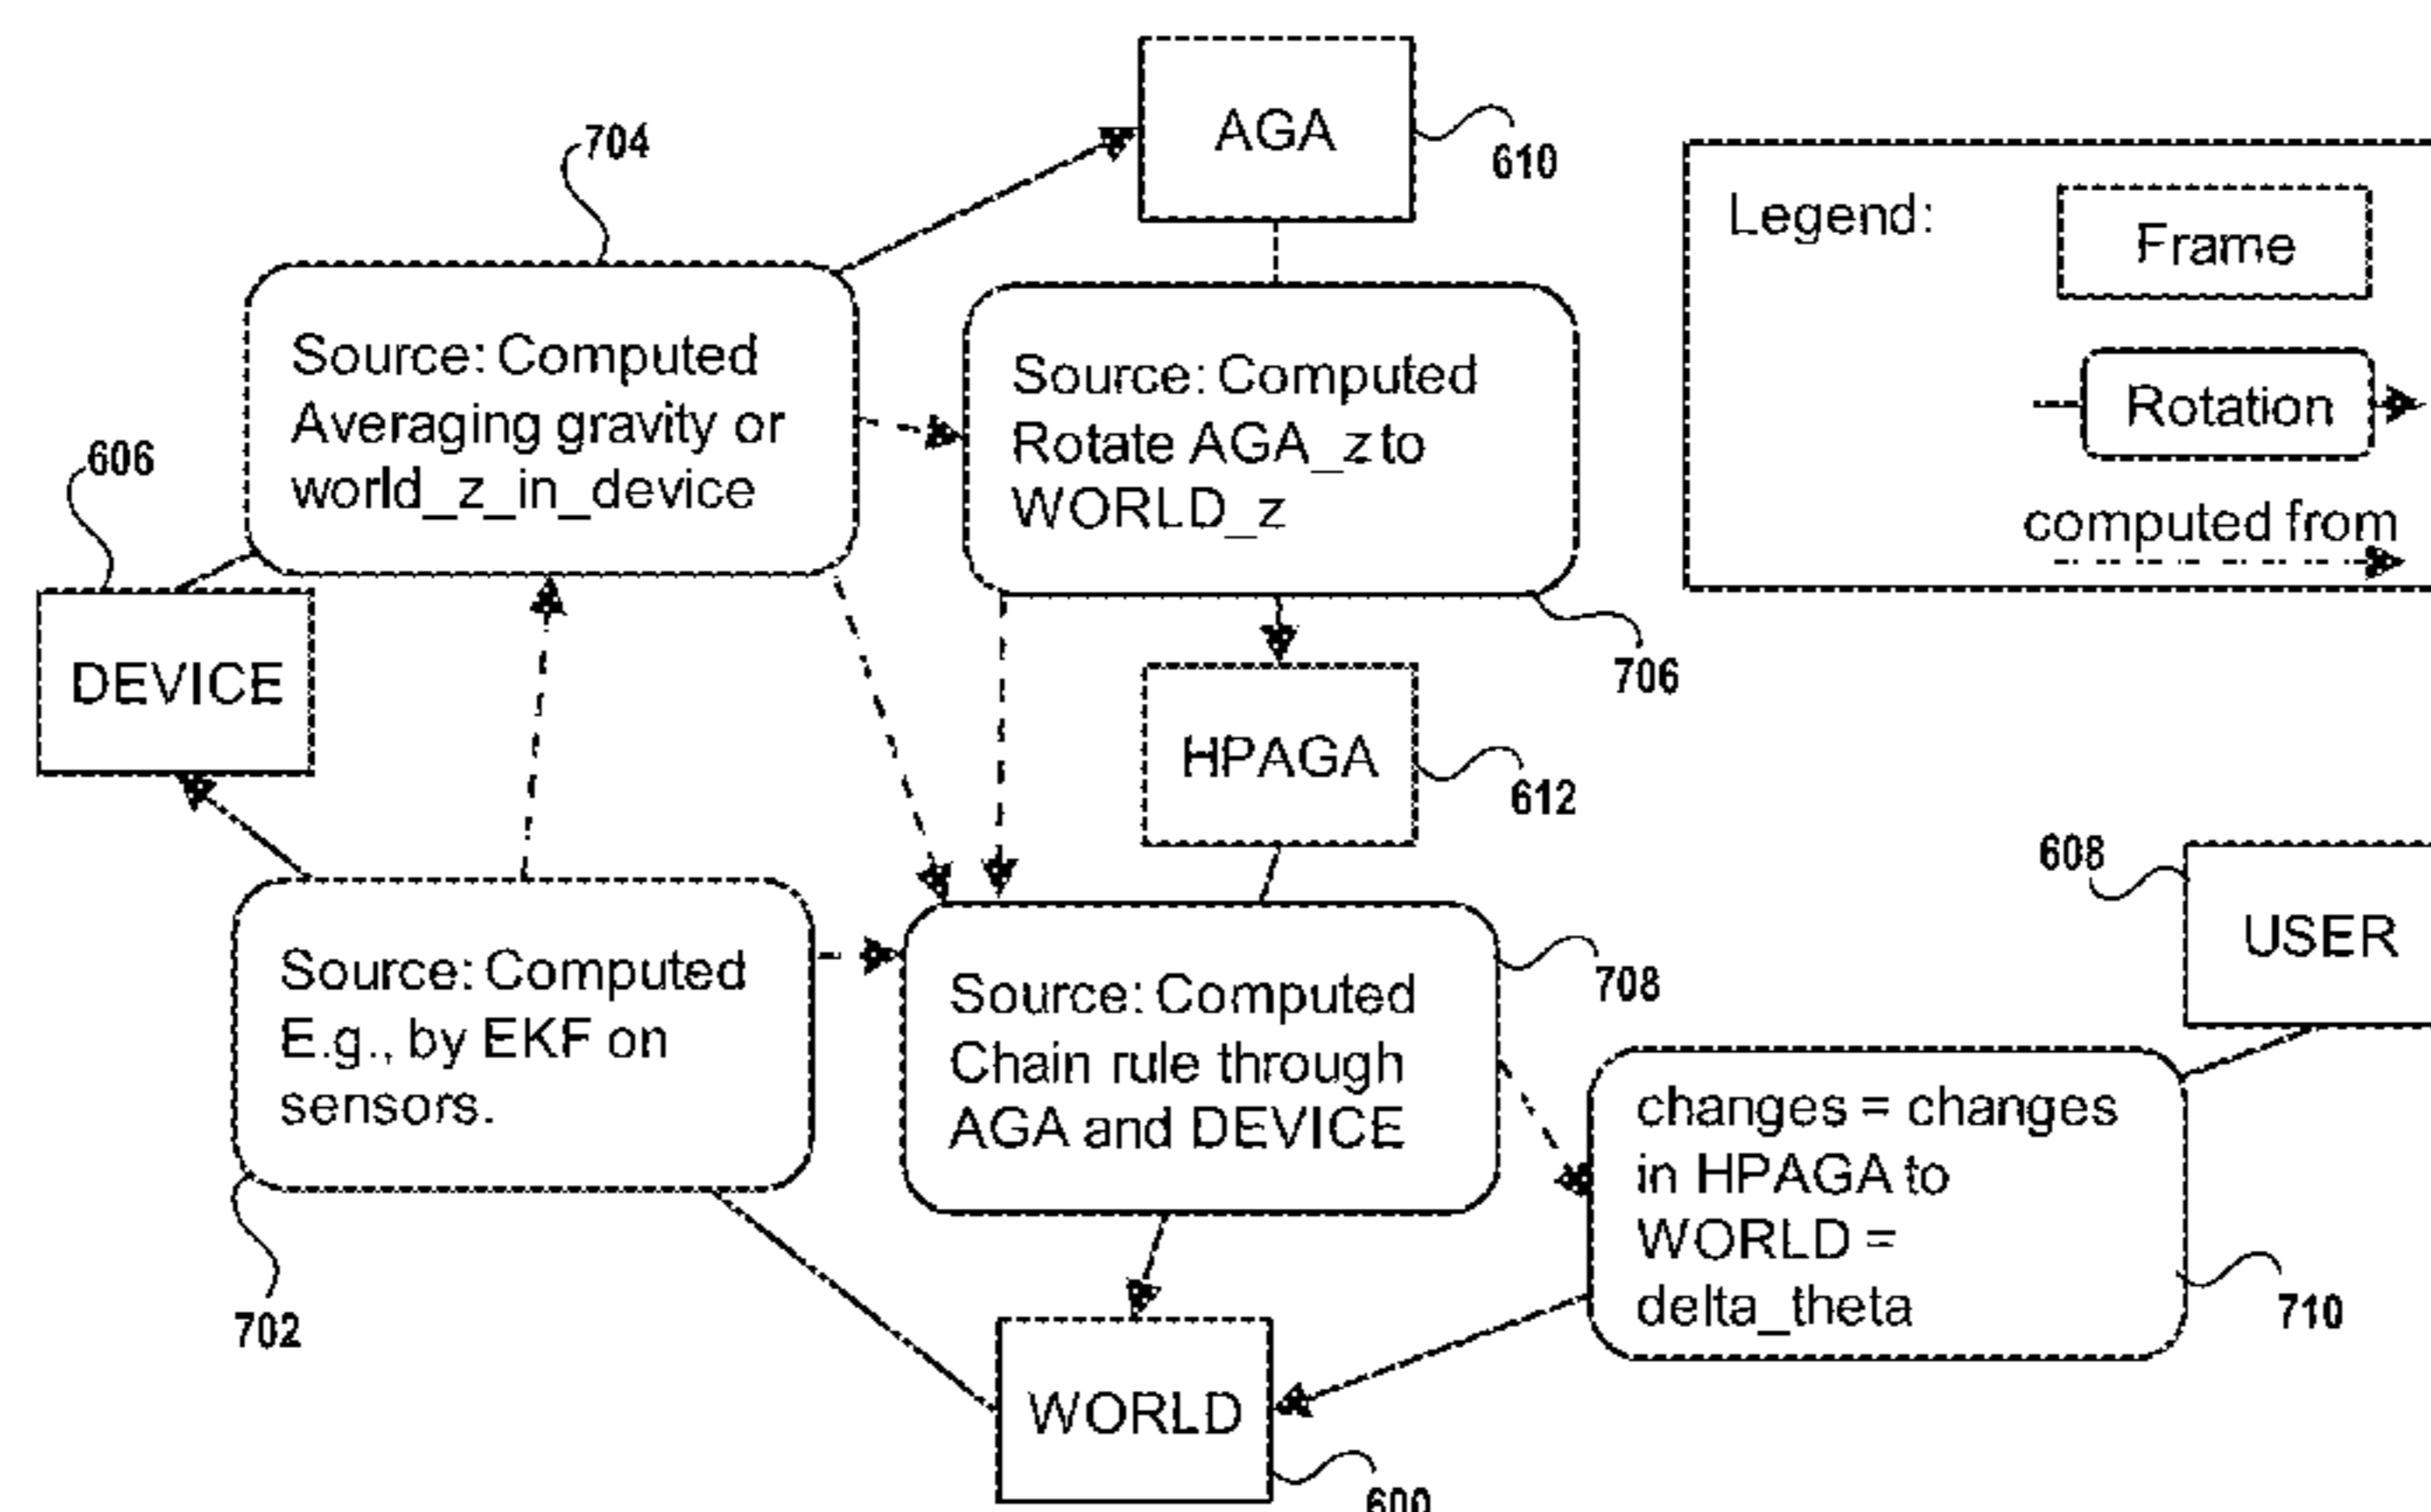 AGA
610
704
Legend:
Frame
Rotation
computed from
Source: Computed
Averaging gravity or
world_z_in_device
Source: Computed
Rotate AGA_z to
WORLD_z
706
606
DEVICE
HPAGA
612
608
USER
Source: Computed
E.g., by EKF on
sensors.
702
Source: Computed
Chain rule through
AGA and DEVICE
708
changes = changes
in HPAGA to
WORLD =
delta_theta
710
WORLD
600